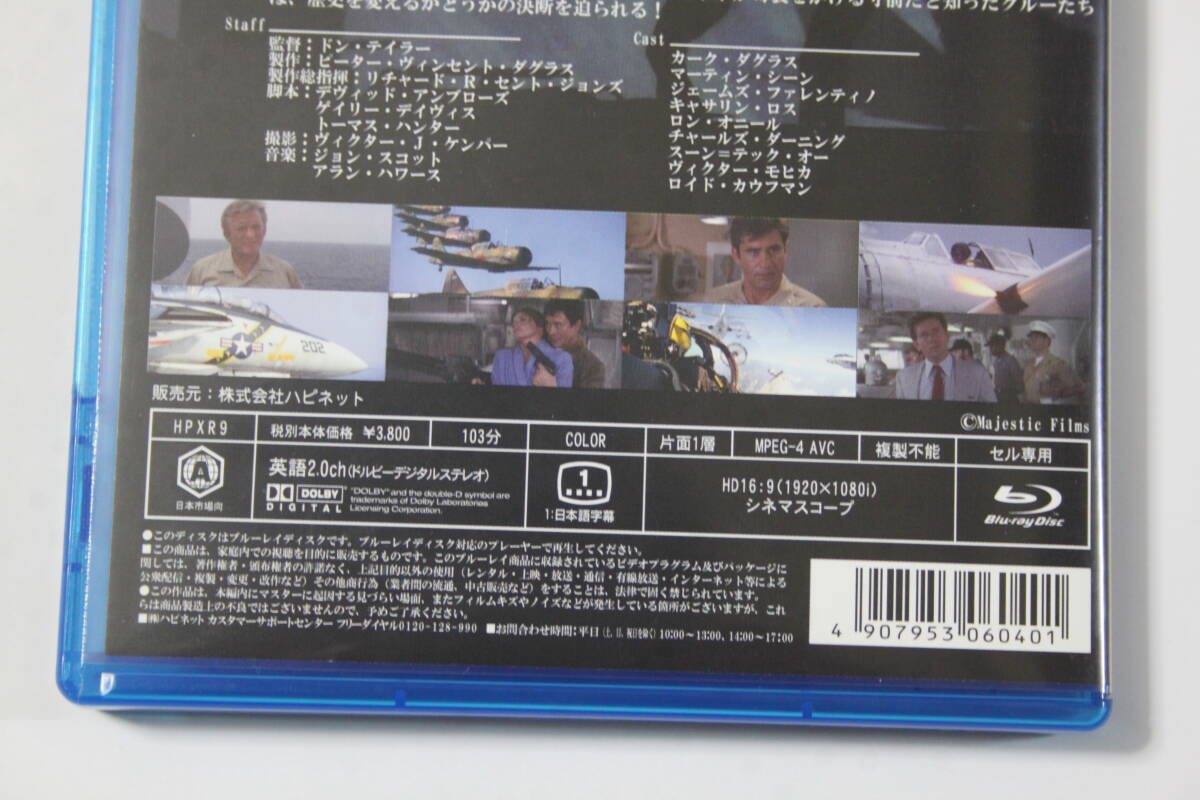 は、歴史を変えるかどうかの決断を迫られる!
Staff
監督:ドン・テイラー
製作:ピーター・ヴィンセント・ダグラス
製作総指揮:リチャード・R・セント・ジョンズ
脚本:デヴィッド・アンブローズ
ゲイリー・デイヴィス
トーマス・ハンター
撮影:ヴィクター・J・ケンパー
音楽:ジョン・スコット
アラン・ハワース
Cast
カーク・ダグラス
マーティン・シーン
ジェームズ・ファレンティノ
キャサリン・ロス
ロン・オニール
チャールズ・ダーニング
スーン=テック・オー
ヴィクター・モヒカ
ロイド・カウフマン
202
販売元:株式会社ハピネット
©Majestic Films
HPXR9
税別本体価格 ¥3,800
103分
COLOR
片面1層
MPEG-4 AVC
複製不能
セル専用
A
日本市場向
英語2.0ch(ドルビーデジタルステレオ)
DOLBY
DIGITAL
"DOLBY" and the double-D symbol are
trademarks of Dolby Laboratories
Licensing Corporation.
1
1:日本語字幕
HD16:9(1920×1080i)
シネマスコープ
Blu-ray Disc
●このディスクはブルーレイディスクです。ブルーレイディスク対応のプレーヤーで再生してください。
■この商品は、家庭内での視聴を目的に販売するものです。このブルーレイ商品に収録されているビデオプログラム及びパッケージに
関しては、著作権者・頒布権者の許諾なく、上記目的以外の使用(レンタル・上映・放送・通信・有線放送・インターネット等による
公衆配信・複製・変更・改作など)その他商行為(業者間の流通、中古販売など)をすることは、法律で固く禁じられています。
●この作品は、本編内にマスターに起因する見づらい場面、またフィルムキズやノイズなどが発生している箇所がございますが、これ
らは商品製造上の不良ではございませんので、予めご了承ください。
■㈱ハピネット カスタマーサポートセンター フリーダイヤル0120-128-990 ■お問合わせ時間:平日(土、日、祝日を除く)10:00〜13:00、14:00〜17:00
4 907953 060401